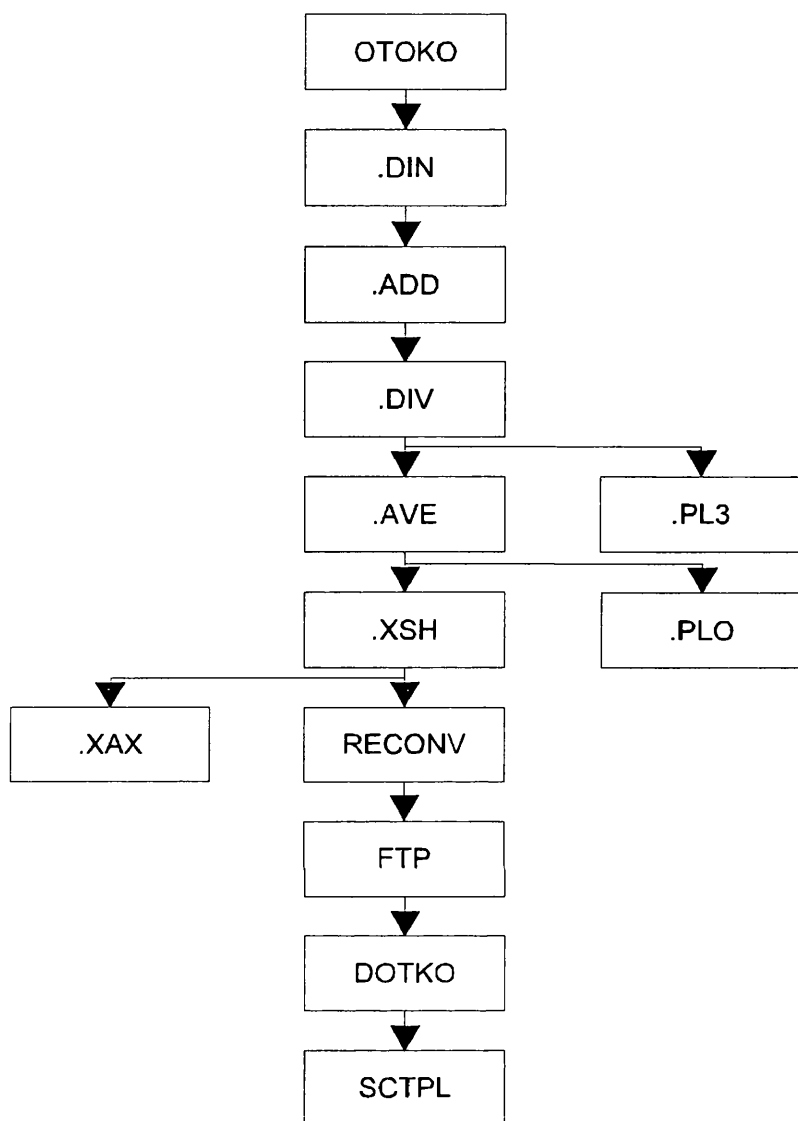 OTOKO
.DIN
.ADD
.DIV
.AVE
.PL3
.XSH
.PLO
.XAX
RECONV
FTP
DOTKO
SCTPL